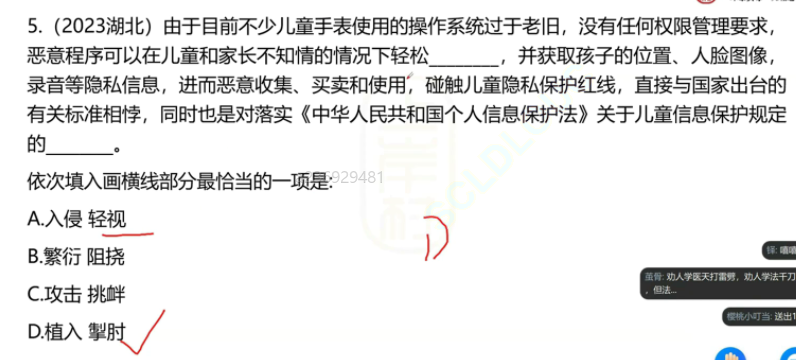 5.（2023湖北）由于目前不少儿童手表使用的操作系统过于老旧，没有任何权限管理要求，
恶意程序可以在儿童和家长不知情的情况下轻松________，并获取孩子的位置、人脸图像，
录音等隐私信息，进而恶意收集、买卖和使用，碰触儿童隐私保护红线，直接与国家出台的
有关标准相悖，同时也是对落实《中华人民共和国个人信息保护法》关于儿童信息保护规定
的________。
依次填入画横线部分最恰当的一项是:
6929481
A.入侵 轻视
B.繁衍 阻挠
D
C.攻击 挑衅
D.植入 掣肘
茧骨: 劝人学医天打雷劈，劝人学法千刀
，但法...
樱桃小叮当: 送出1